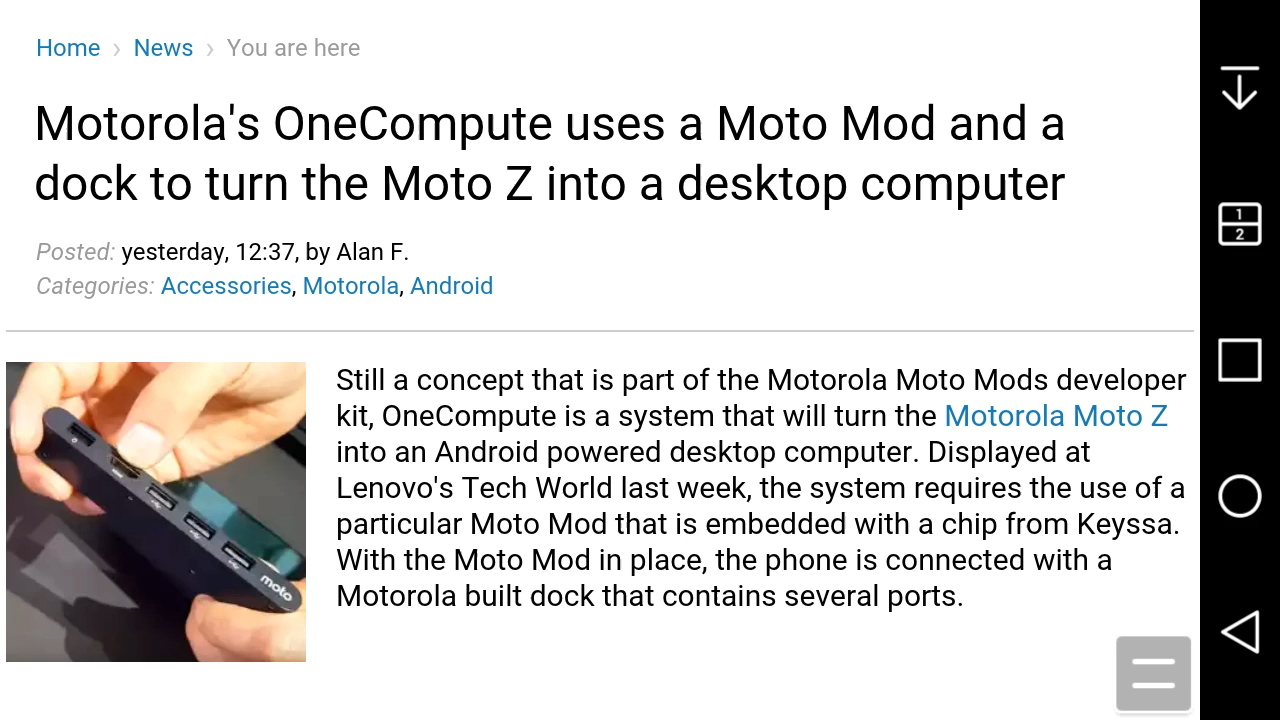 Home › News › You are here
Motorola's OneCompute uses a Moto Mod and a
dock to turn the Moto Z into a desktop computer
Posted: yesterday, 12:37, by Alan F.
Categories: Accessories, Motorola, Android
Still a concept that is part of the Motorola Moto Mods developer
kit, OneCompute is a system that will turn the Motorola Moto Z
into an Android powered desktop computer. Displayed at
Lenovo's Tech World last week, the system requires the use of a
particular Moto Mod that is embedded with a chip from Keyssa.
With the Moto Mod in place, the phone is connected with a
Motorola built dock that contains several ports.
moto
1
2